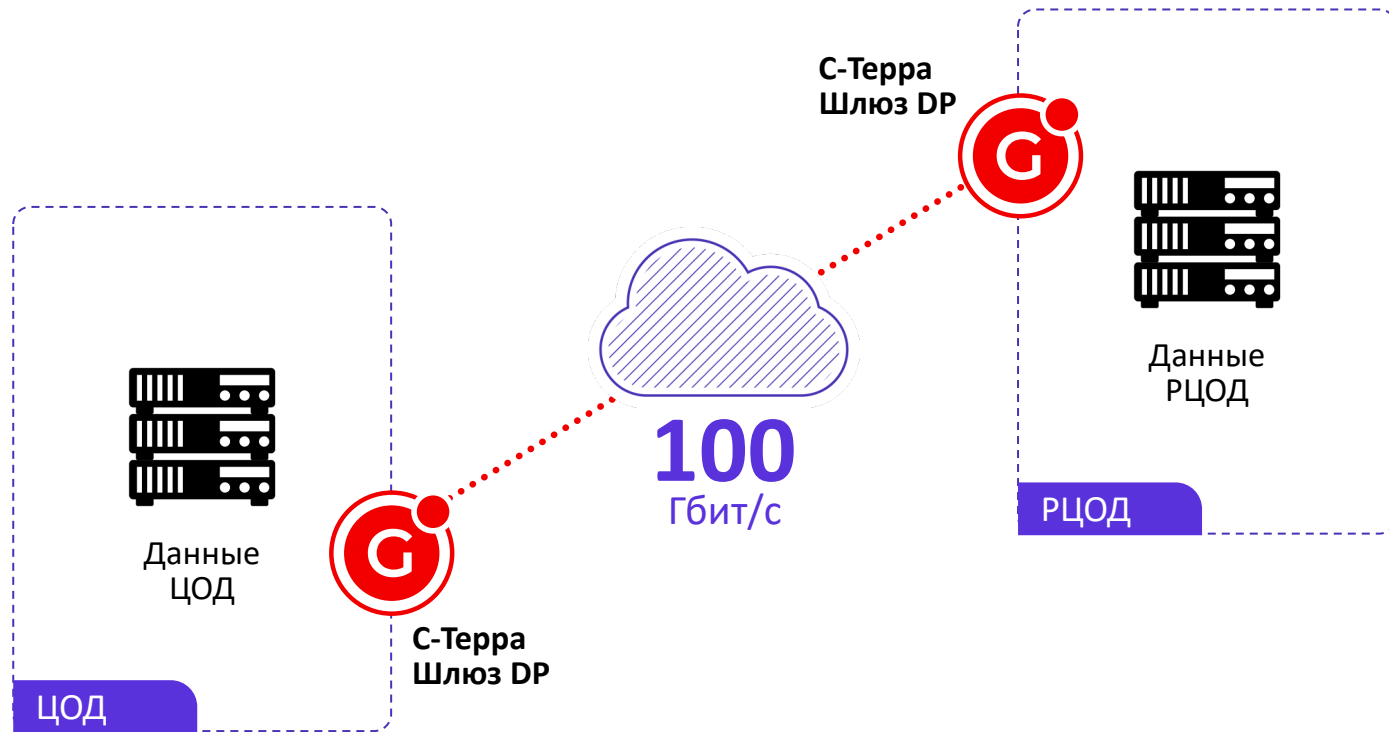 С-Терра
Шлюз DP
G
Данные
РЦОД
РЦОД
100
Гбит/с
Данные
ЦОД
G
С-Терра
Шлюз DP
ЦОД